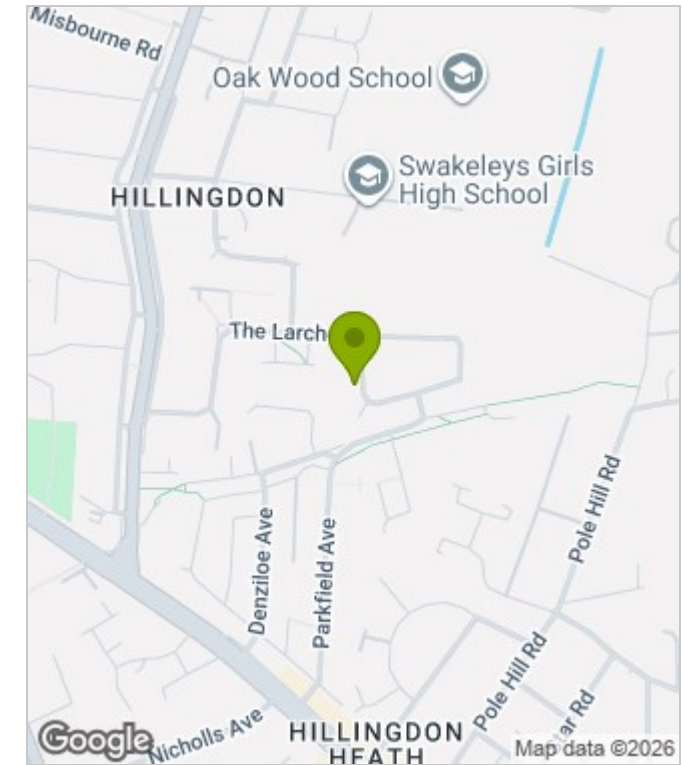 Misbourne Rd
Oak Wood School
Swakeleys Girls
High School
HILLINGDON
The Larch
Pole Hill Rd
Denziloe Ave
Parkfield Ave
Pole Hill Rd
Nicholls Ave
HILLINGDON
HEATH
Google
Map data ©2026